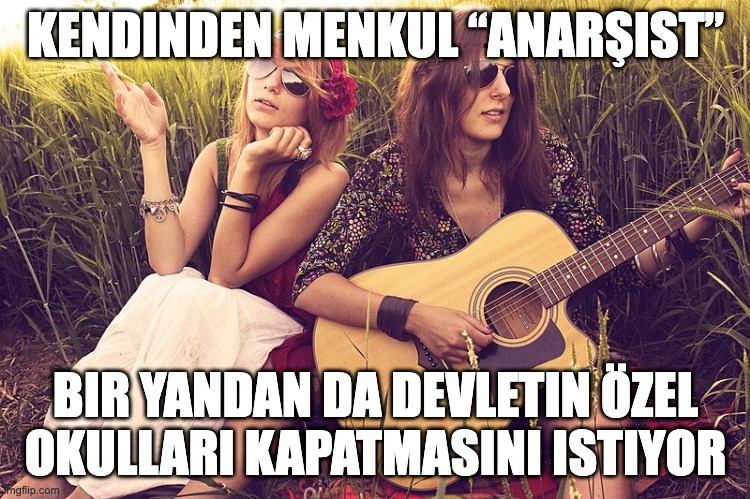 KENDINDEN MENKUL “ANARŞIST”
BIR YANDAN DA DEVLETIN ÖZEL
OKULLARI KAPATMASINI ISTIYOR
imgflip.com